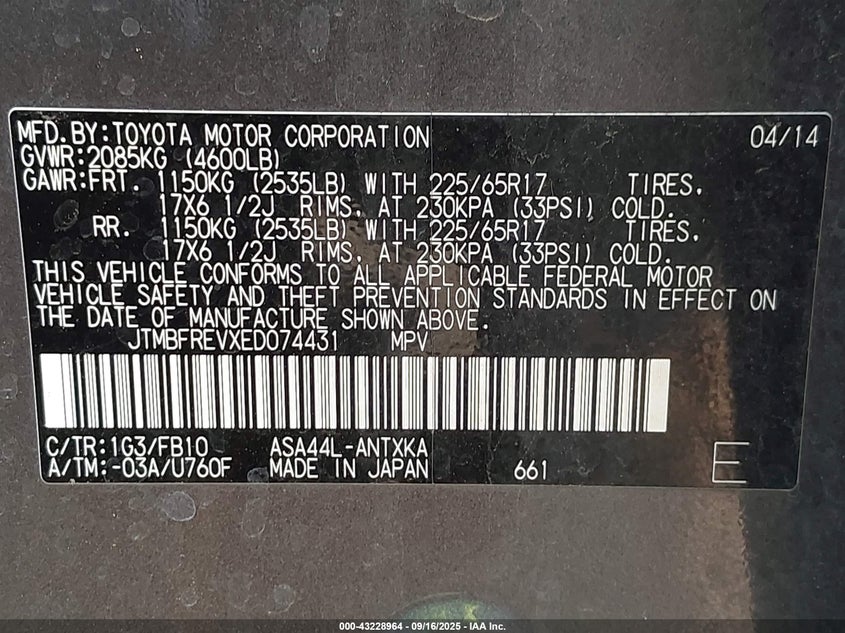 MFD.BY:TOYOTA MOTOR CORPORATION 04/14
GVWR:2085KG (4600LB)
GAWR:FRT. 1150KG (2535LB) WITH 225/65R17 TIRES,
17X6 1/2J RIMS, AT 230KPA (33PSI) COLD.
RR. 1150KG (2535LB) WITH 225/65R17 TIRES,
17X6 1/2J RIMS, AT 230KPA (33PSI) COLD.
THIS VEHICLE CONFORMS TO ALL APPLICABLE FEDERAL MOTOR
VEHICLE SAFETY AND THEFT PREVENTION STANDARDS IN EFFECT ON
THE DATE OF MANUFACTURE SHOWN ABOVE.
JTMBFREVXED074431 MPV
C/TR:1G3/FB10 ASA44L-ANTXKA
A/TM:-03A/U760F MADE IN JAPAN 661 E
000-43228964 - 09/16/2025 - IAA Inc.